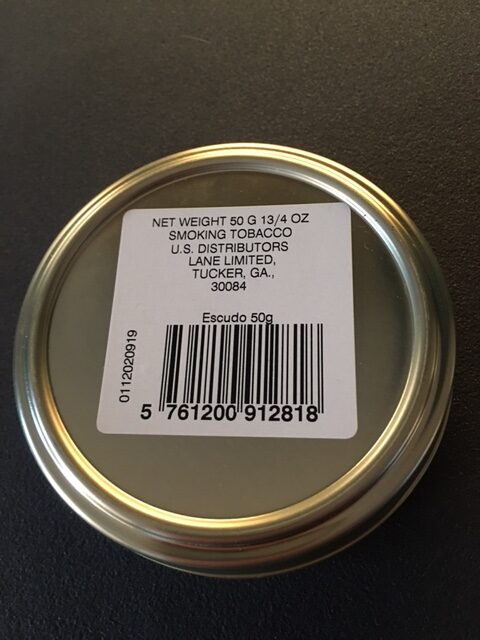 NET WEIGHT 50 G 13/4 OZ
SMOKING TOBACCO
U.S. DISTRIBUTORS
LANE LIMITED,
TUCKER, GA.,
30084
Escudo 50g
0112020919
5 761200 912818